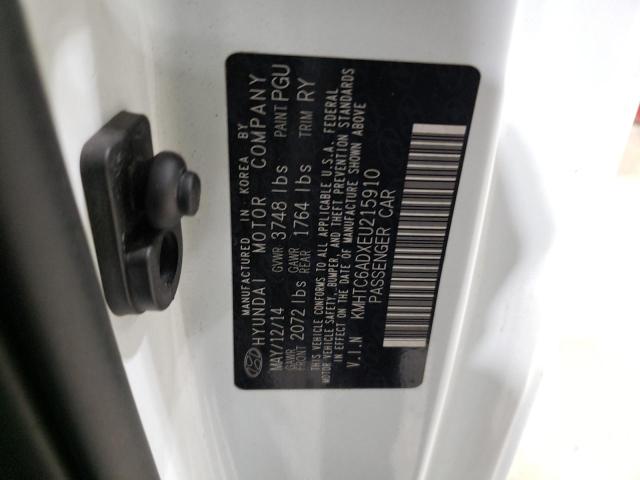 MANUFACTURED IN KOREA BY
HYUNDAI MOTOR COMPANY
MAY/12/14 GVWR 3748 lbs PAINT PGU
GAWR FRONT 2072 lbs GAWR REAR 1764 lbs TRIM RY
THIS VEHICLE CONFORMS TO ALL APPLICABLE U.S.A. FEDERAL
MOTOR VEHICLE SAFETY, BUMPER, AND THEFT PREVENTION STANDARDS
IN EFFECT ON THE DATE OF MANUFACTURE SHOWN ABOVE
V.I.N KMHTC6ADXEU215910
PASSENGER CAR